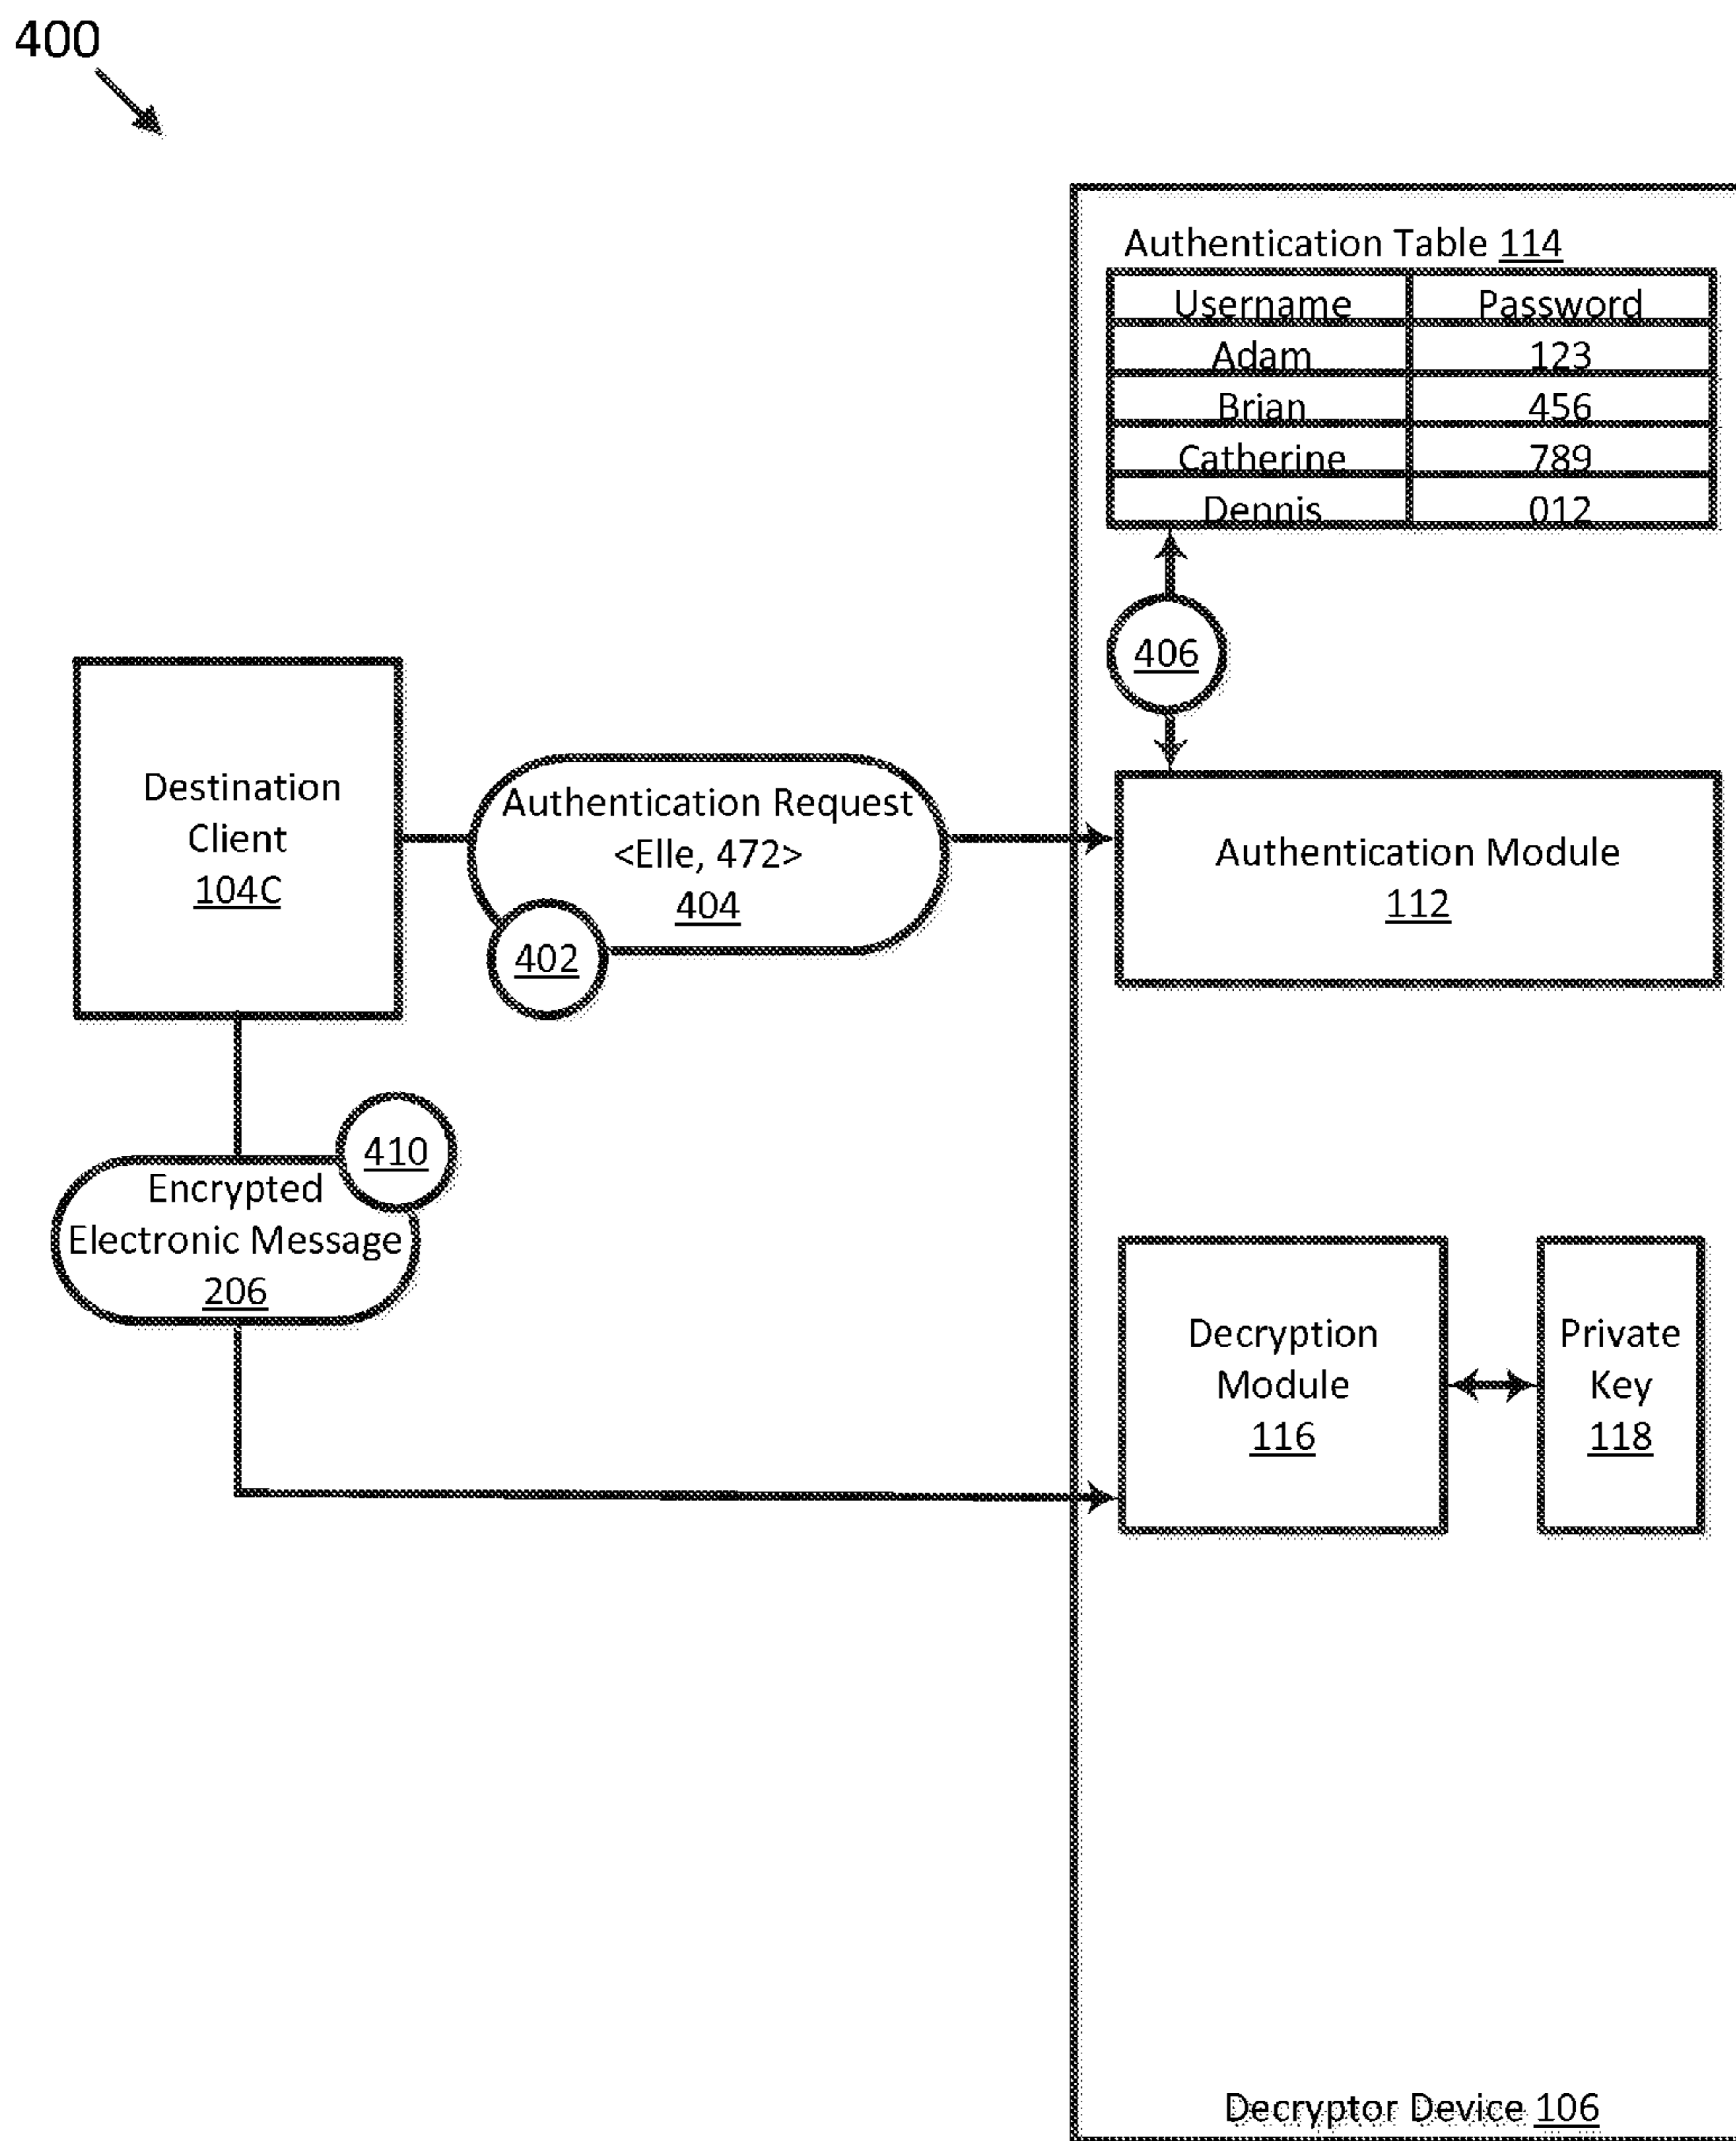 400
Authentication Table 114
Username Password
Adam 123
Brian 456
Catherine 789
Dennis 012
406
Destination
Client
104C
Authentication Request
<Elle, 472>
404
402
Authentication Module
112
410
Encrypted
Electronic Message
206
Decryption
Module
116
Private
Key
118
Decryptor Device 106